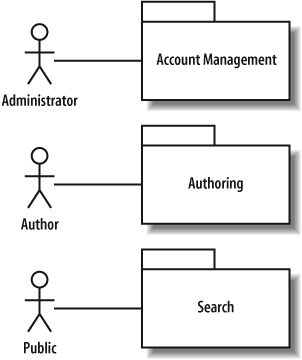 Account Management
Administrator
Authoring
Author
Search
Public